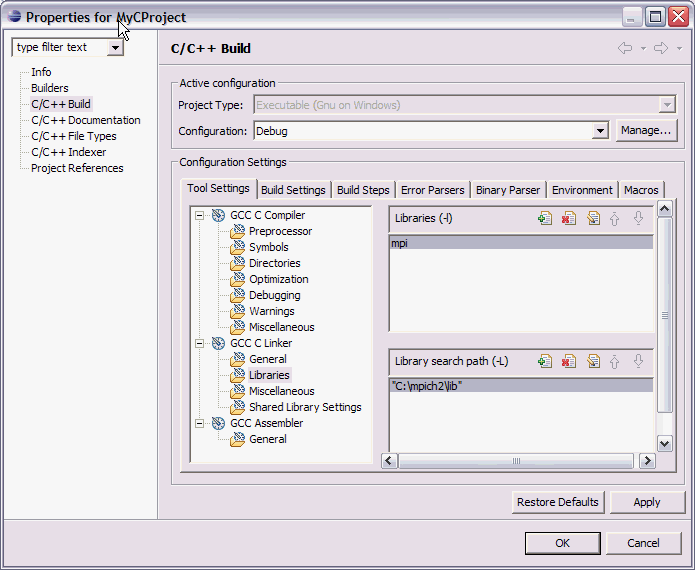 Properties for MyCProject
type filter text
Info
Builders
C/C++ Build
C/C++ Documentation
C/C++ File Types
C/C++ Indexer
Project References
C/C++ Build
Active configuration
Project Type: Executable (Gnu on Windows)
Configuration: Debug Manage...
Configuration Settings
Tool Settings Build Settings Build Steps Error Parsers Binary Parser Environment Macros
GCC C Compiler
Preprocessor
Symbols
Directories
Optimization
Debugging
Warnings
Miscellaneous
GCC C Linker
General
Libraries
Miscellaneous
Shared Library Settings
GCC Assembler
General
Libraries (-l)
mpi
Library search path (-L)
"C:\mpich2\lib"
Restore Defaults Apply
OK Cancel